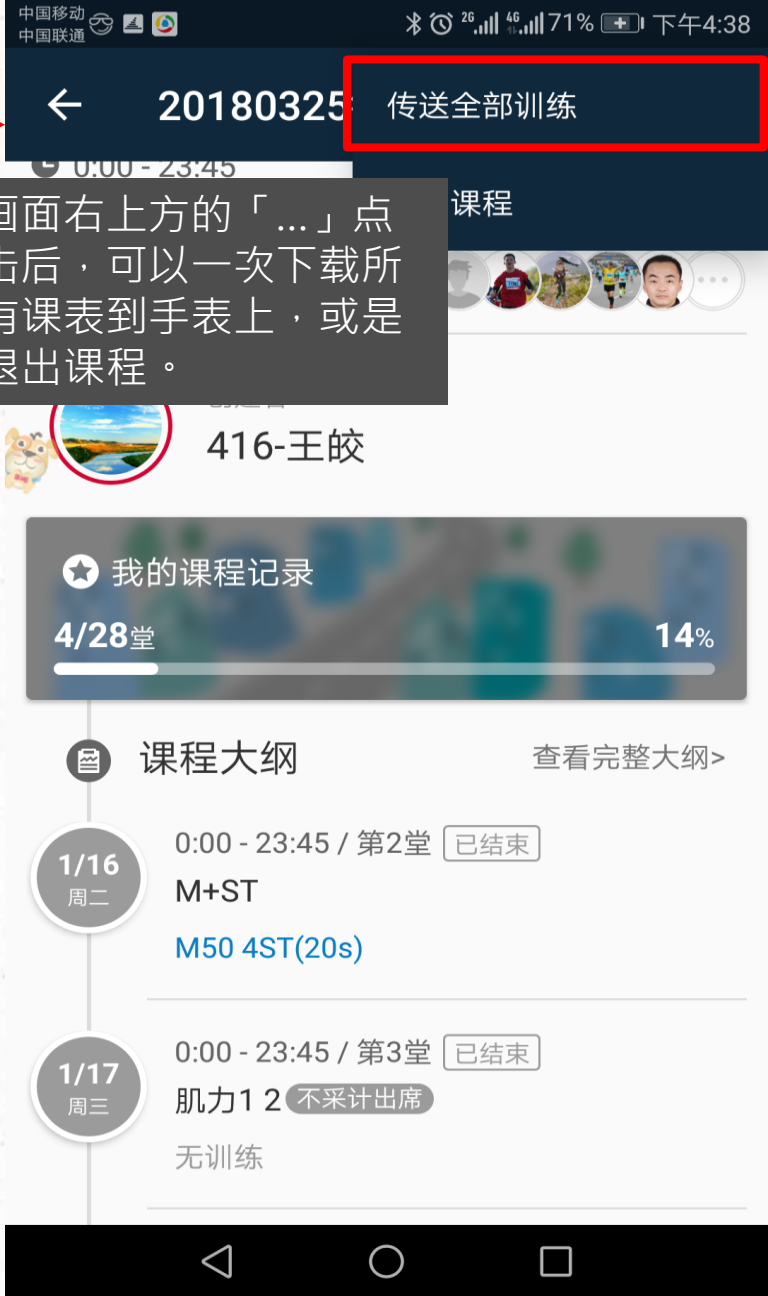 中国移动
中国联通
2G 4G 71% 下午4:38
20180325
传送全部训练
0:00 - 23:45
课程
画面右上方的「...」点
击后，可以一次下载所
有课表到手表上，或是
退出课程。
416-王皎
我的课程记录
4/28堂 14%
课程大纲 查看完整大纲>
1/16
周二
0:00 - 23:45 / 第2堂 已结束
M+ST
M50 4ST(20s)
1/17
周三
0:00 - 23:45 / 第3堂 已结束
肌力1 2 不采计出席
无训练